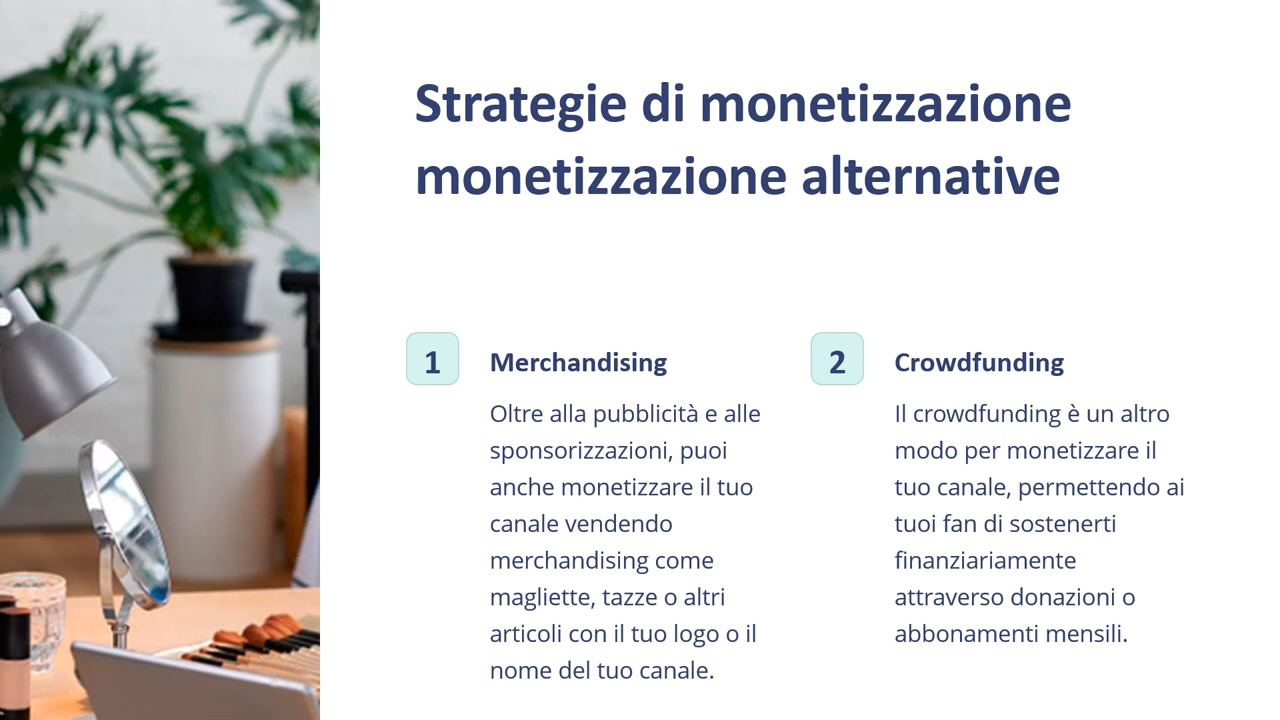 Strategie di monetizzazione
monetizzazione alternative
1
Merchandising
Oltre alla pubblicità e alle
sponsorizzazioni, puoi
anche monetizzare il tuo
canale vendendo
merchandising come
magliette, tazze o altri
articoli con il tuo logo o il
nome del tuo canale.
2
Crowdfunding
Il crowdfunding è un altro
modo per monetizzare il
tuo canale, permettendo ai
tuoi fan di sostenerti
finanziariamente
attraverso donazioni o
abbonamenti mensili.